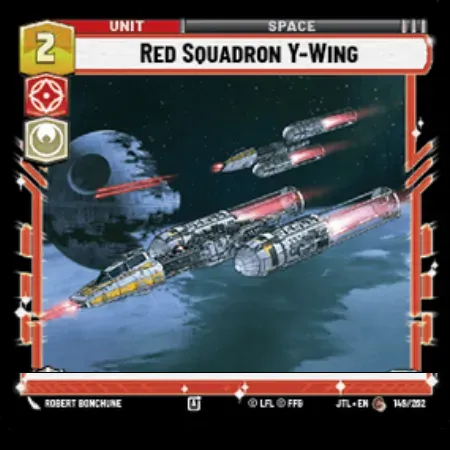 UNIT SPACE
2 RED SQUADRON Y-WING
ROBERT BONCHUNE A © LFL © FFG JTL • EN 146/262